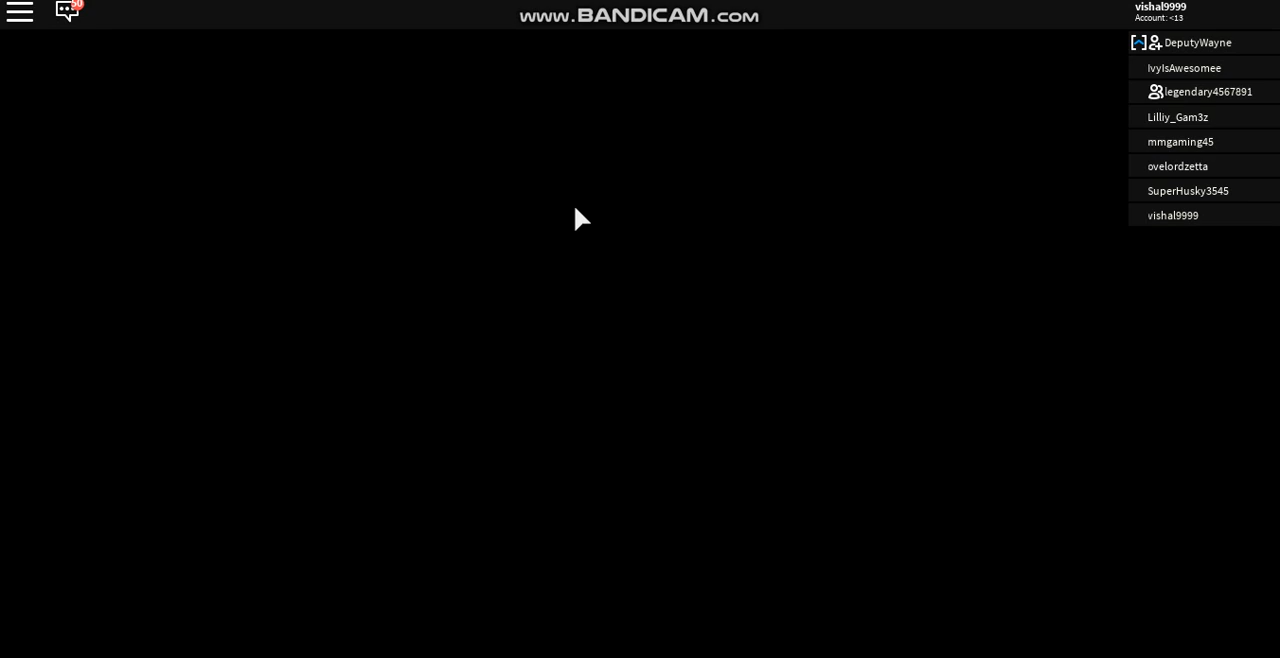 50
www.BANDICAM.com
vishal9999
Account: <13
DeputyWayne
IvyIsAwesomee
legendary4567891
Lilliy_Gam3z
mmgaming45
ovelordzetta
SuperHusky3545
vishal9999